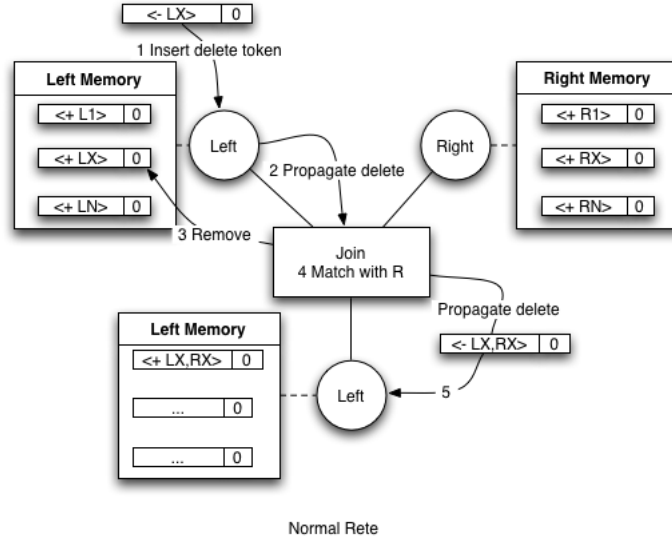 <- LX> 0
1 Insert delete token
Left Memory
<+ L1> 0
<+ LX> 0
<+ LN> 0
Left
Right
Right Memory
<+ R1> 0
<+ RX> 0
<+ RN> 0
2 Propagate delete
3 Remove
Join
4 Match with R
Propagate delete
<- LX,RX> 0
5
Left Memory
<+ LX,RX> 0
... 0
... 0
Left
Normal Rete